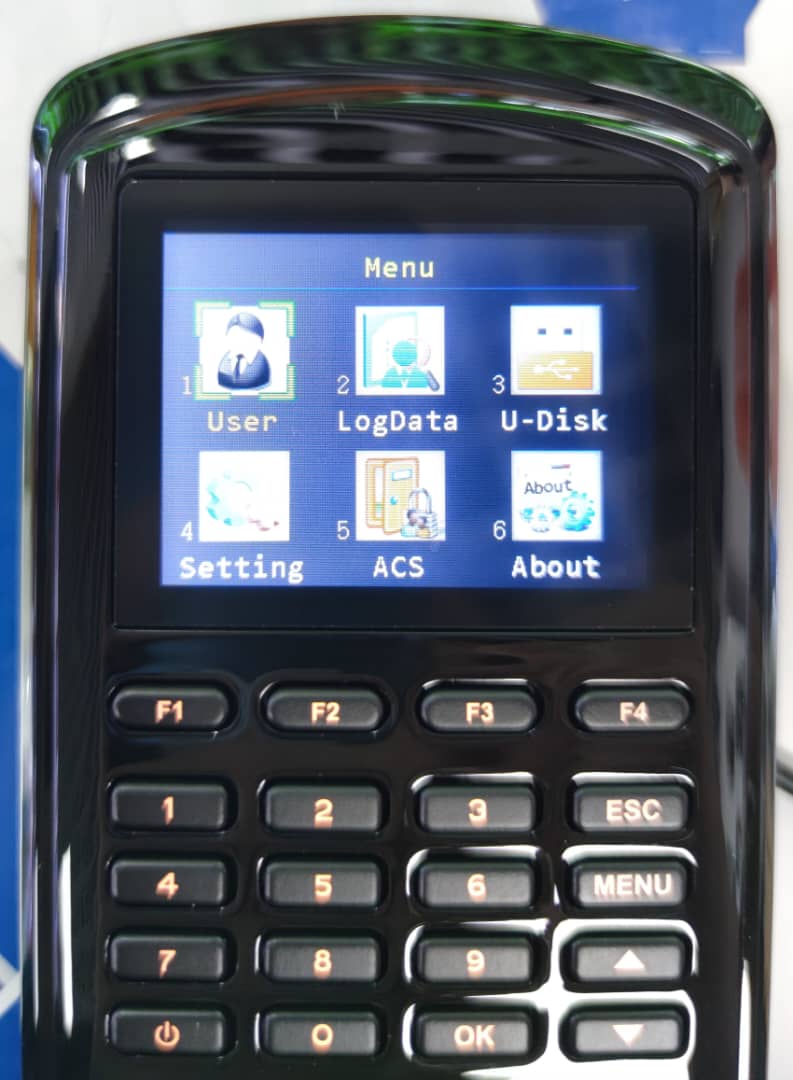 Menu
1 User
2 LogData
3 U-Disk
4 Setting
5 ACS
About
6 About
F1 F2 F3 F4
1 2 3 ESC
4 5 6 MENU
7 8 9
0 OK